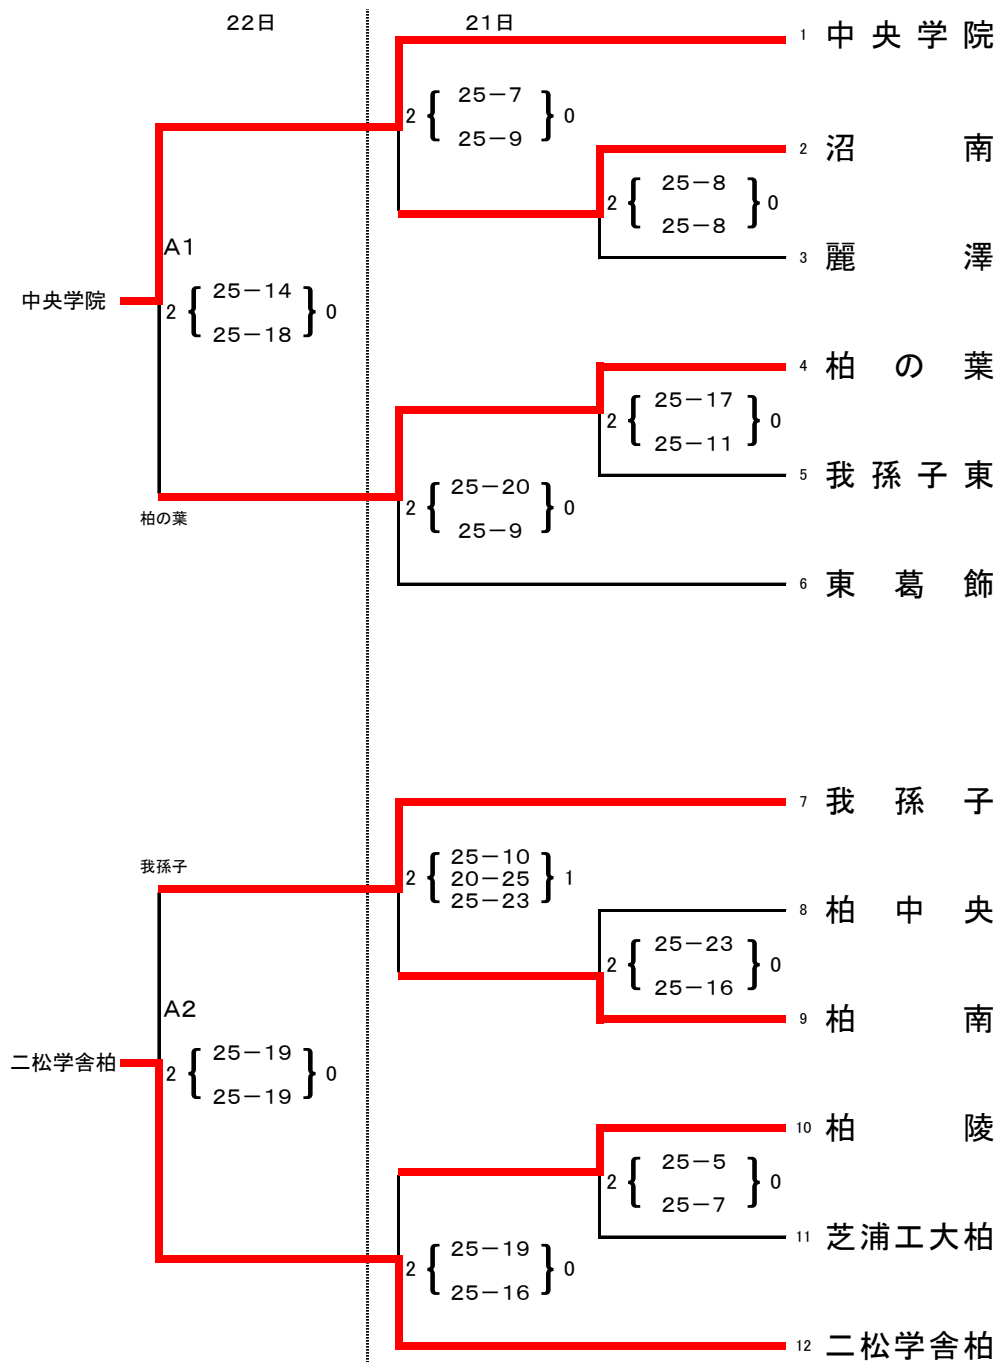 22日
21日
1 中央学院
2 { 25－7 25－9 } 0
2 沼南
2 { 25－8 25－8 } 0
3 麗澤
A1
中央学院
2 { 25－14 25－18 } 0
4 柏の葉
2 { 25－17 25－11 } 0
5 我孫子東
柏の葉
2 { 25－20 25－9 } 0
6 東葛飾
7 我孫子
我孫子
2 { 25－10 20－25 25－23 } 1
8 柏中央
2 { 25－23 25－16 } 0
9 柏南
A2
二松学舎柏
2 { 25－19 25－19 } 0
10 柏陵
2 { 25－5 25－7 } 0
11 芝浦工大柏
2 { 25－19 25－16 } 0
12 二松学舎柏